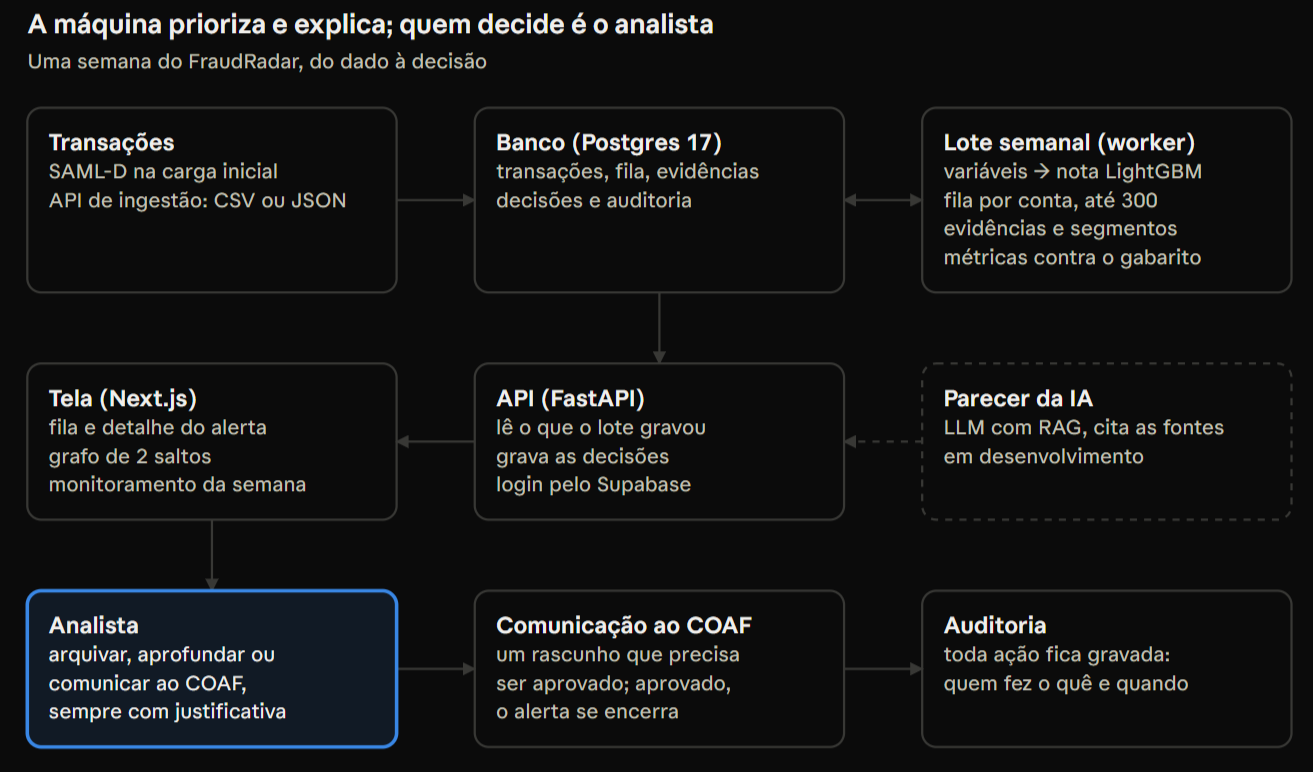 A máquina prioriza e explica; quem decide é o analista
Uma semana do FraudRadar, do dado à decisão
Transações
SAML-D na carga inicial
API de ingestão: CSV ou JSON
Banco (Postgres 17)
transações, fila, evidências
decisões e auditoria
Lote semanal (worker)
variáveis → nota LightGBM
fila por conta, até 300
evidências e segmentos
métricas contra o gabarito
Tela (Next.js)
fila e detalhe do alerta
grafo de 2 saltos
monitoramento da semana
API (FastAPI)
lê o que o lote gravou
grava as decisões
login pelo Supabase
Parecer da IA
LLM com RAG, cita as fontes
em desenvolvimento
Analista
arquivar, aprofundar ou
comunicar ao COAF,
sempre com justificativa
Comunicação ao COAF
um rascunho que precisa
ser aprovado; aprovado,
o alerta se encerra
Auditoria
toda ação fica gravada:
quem fez o quê e quando